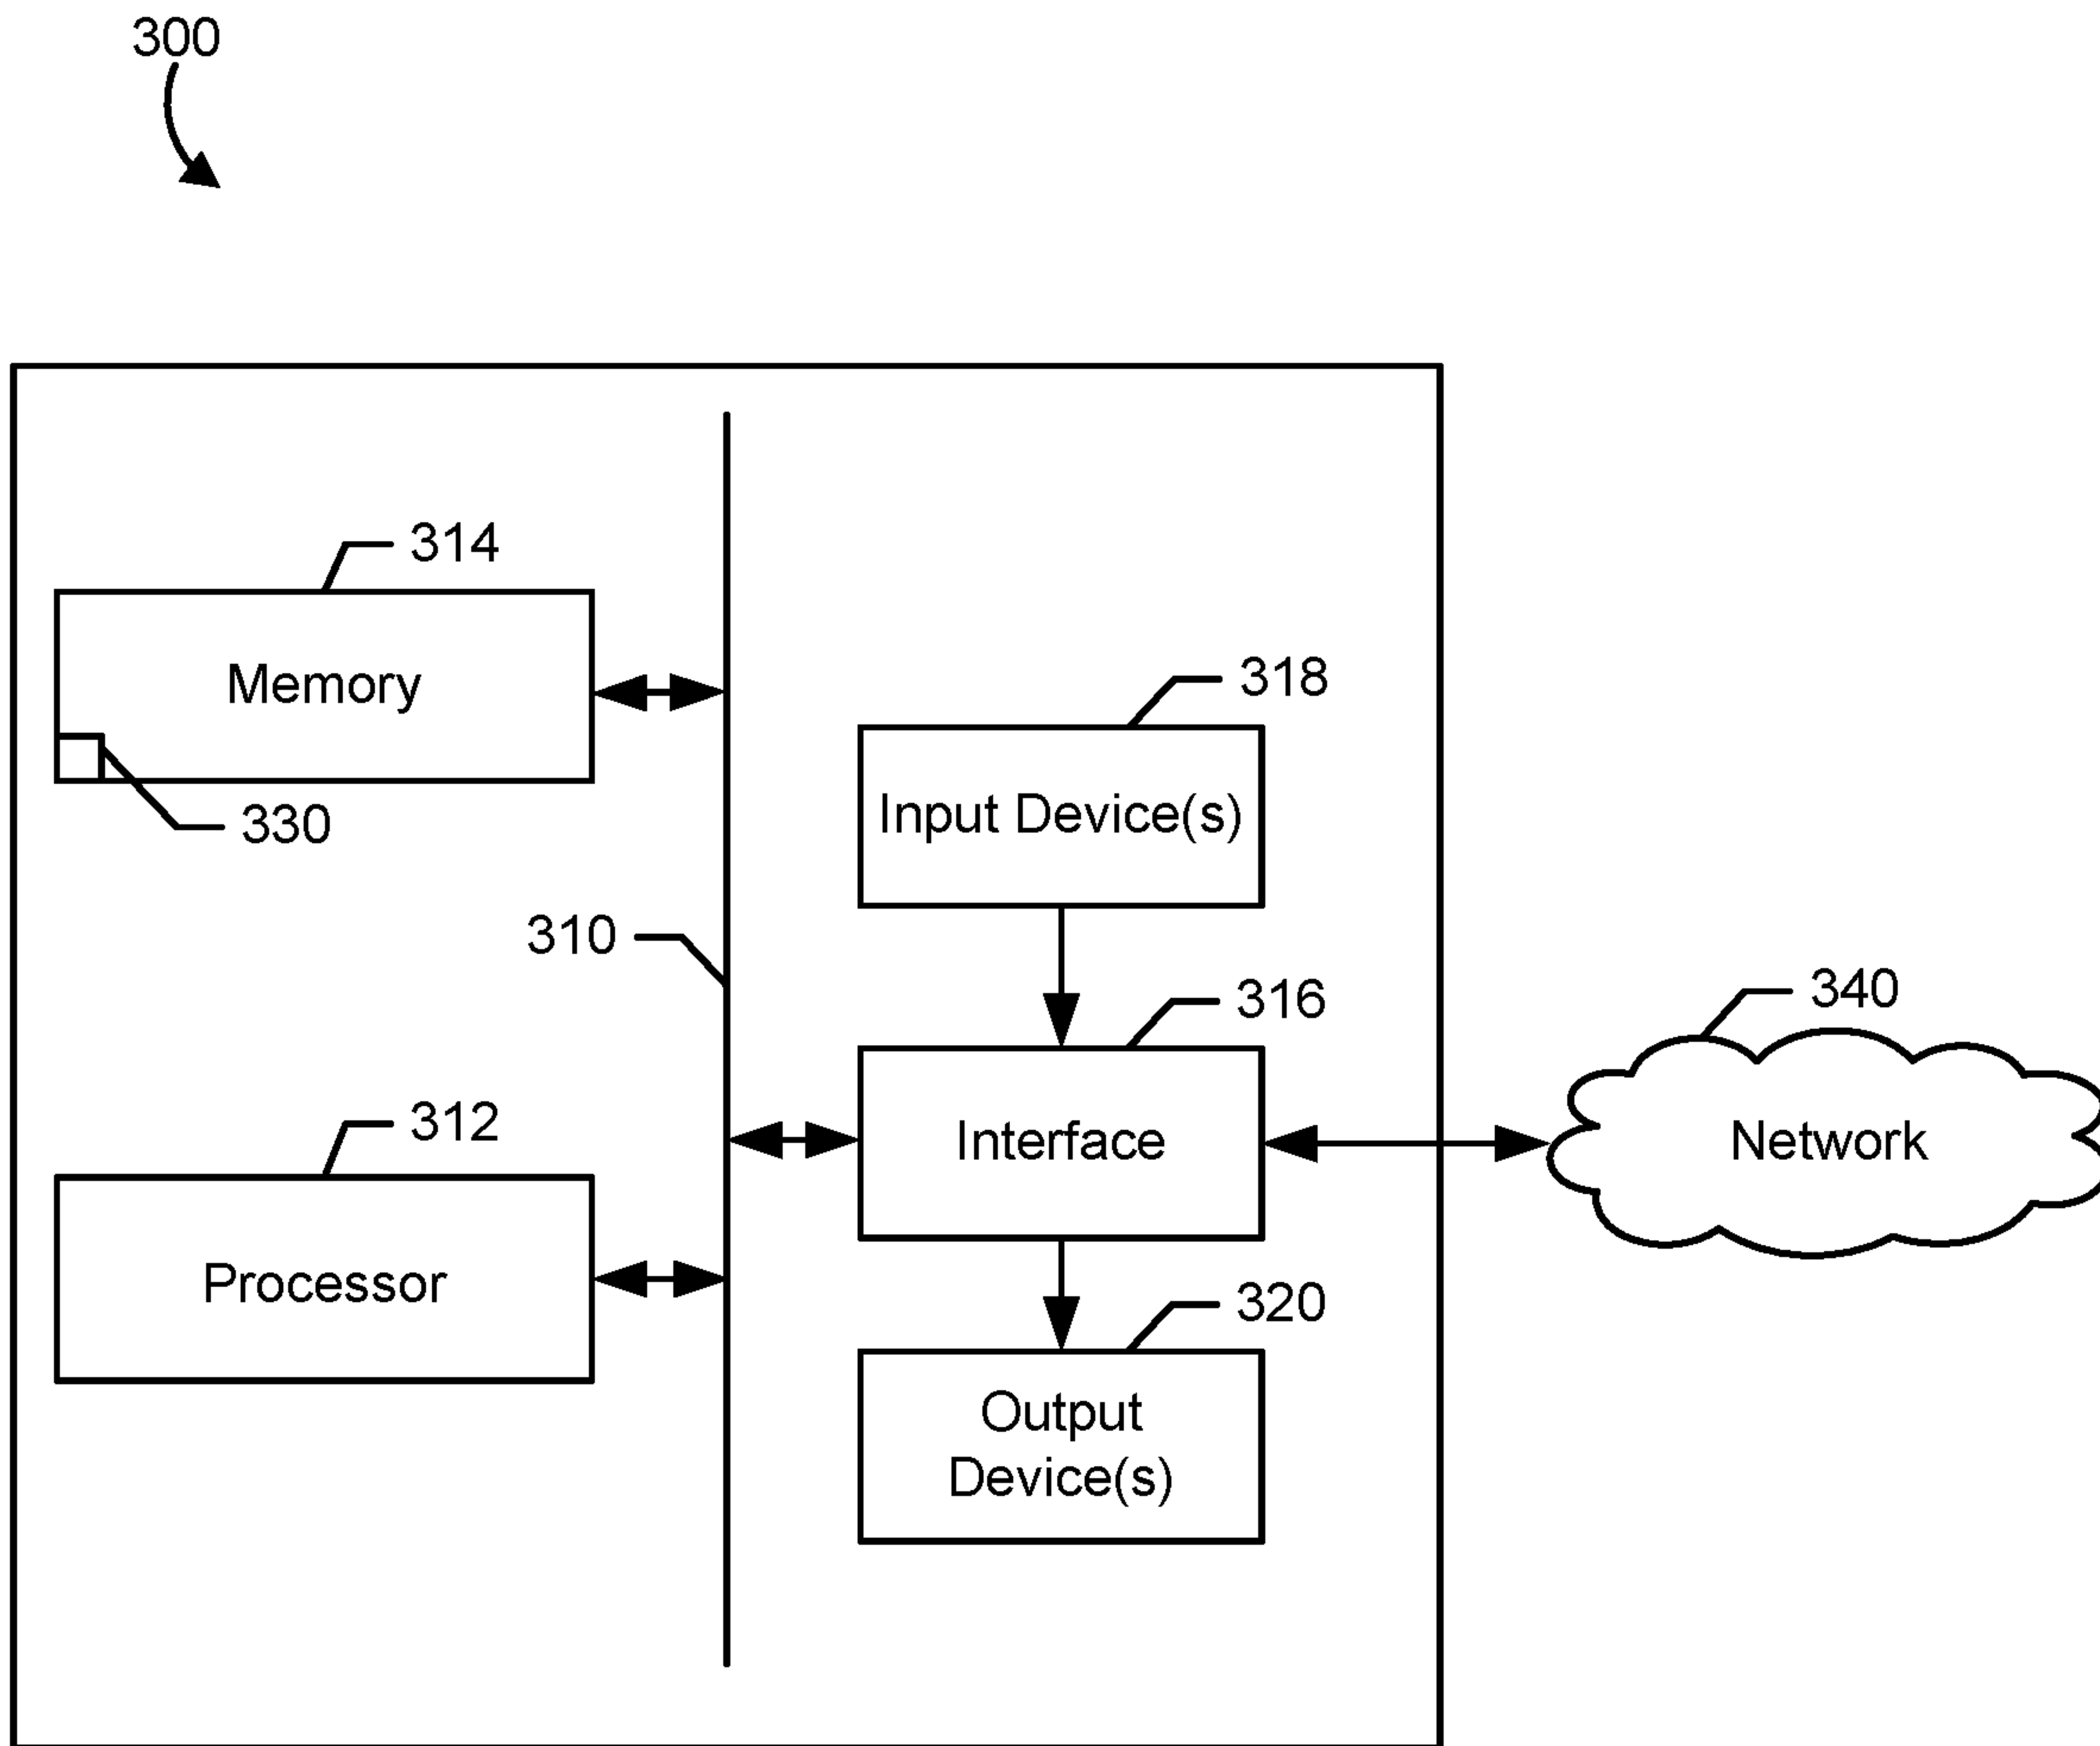 300
314
Memory
330
318
Input Device(s)
310
316
Interface
340
Network
312
Processor
320
Output
Device(s)